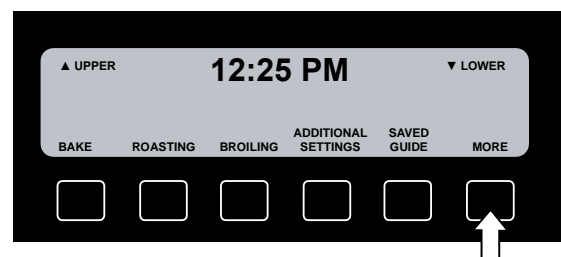 ▲ UPPER 12:25 PM ▼ LOWER
BAKE ROASTING BROILING ADDITIONAL SETTINGS SAVED GUIDE MORE